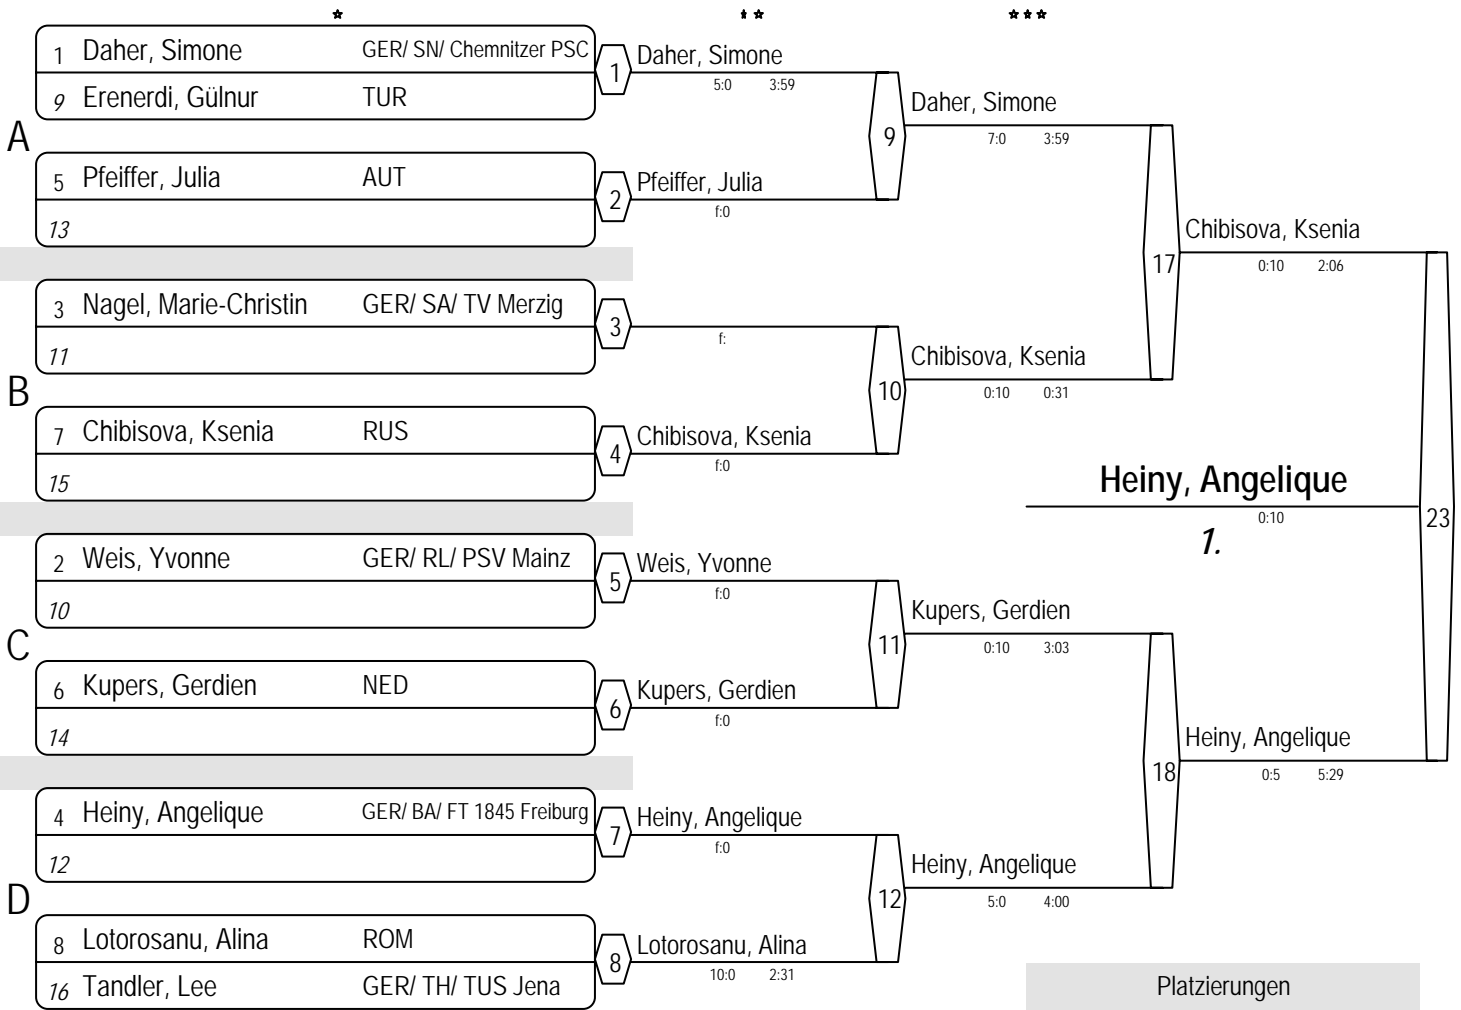 1 Daher, Simone GER/ SN/ Chemnitzer PSC
9 Erenerdi, Gülnur TUR
A
5 Pfeiffer, Julia AUT
13
3 Nagel, Marie-Christin GER/ SA/ TV Merzig
11
B
7 Chibisova, Ksenia RUS
15
2 Weis, Yvonne GER/ RL/ PSV Mainz
10
C
6 Kupers, Gerdien NED
14
4 Heiny, Angelique GER/ BA/ FT 1845 Freiburg
12
D
8 Lotorosanu, Alina ROM
16 Tandler, Lee GER/ TH/ TUS Jena
1 Daher, Simone
5:0 3:59
2 Pfeiffer, Julia
f:0
3
f:
4 Chibisova, Ksenia
f:0
5 Weis, Yvonne
f:0
6 Kupers, Gerdien
f:0
7 Heiny, Angelique
f:0
8 Lotorosanu, Alina
10:0 2:31
9 Daher, Simone
7:0 3:59
10 Chibisova, Ksenia
0:10 0:31
11 Kupers, Gerdien
0:10 3:03
12 Heiny, Angelique
5:0 4:00
17 Chibisova, Ksenia
0:10 2:06
18 Heiny, Angelique
0:5 5:29
23
Heiny, Angelique
0:10
1.
Platzierungen